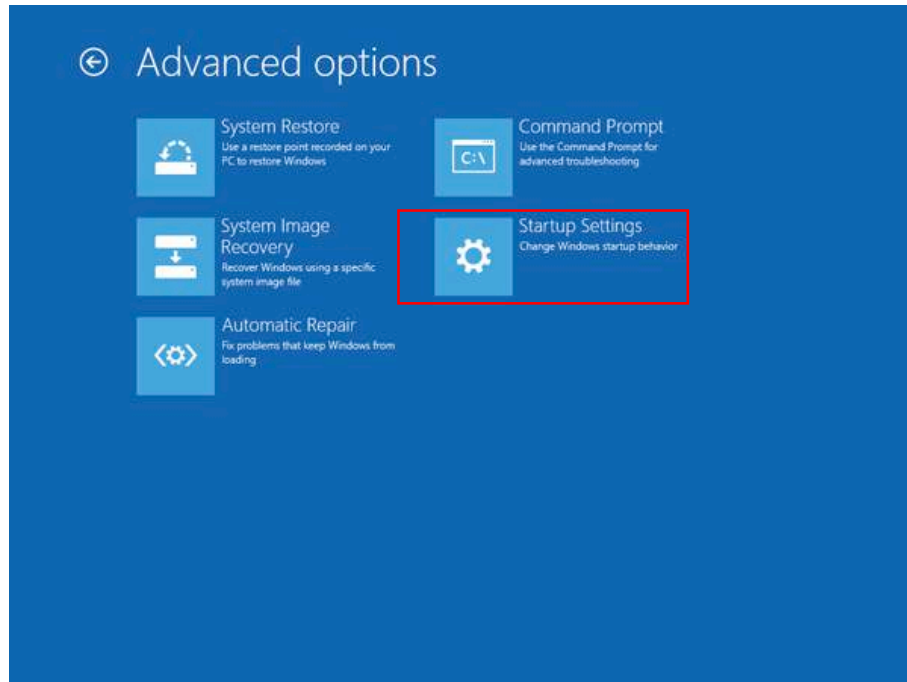 Advanced options
System Restore
Use a restore point recorded on your
PC to restore Windows
System Image
Recovery
Recover Windows using a specific
system image file
Automatic Repair
Fix problems that keep Windows from
loading
Command Prompt
Use the Command Prompt for
advanced troubleshooting
C:\
Startup Settings
Change Windows startup behavior